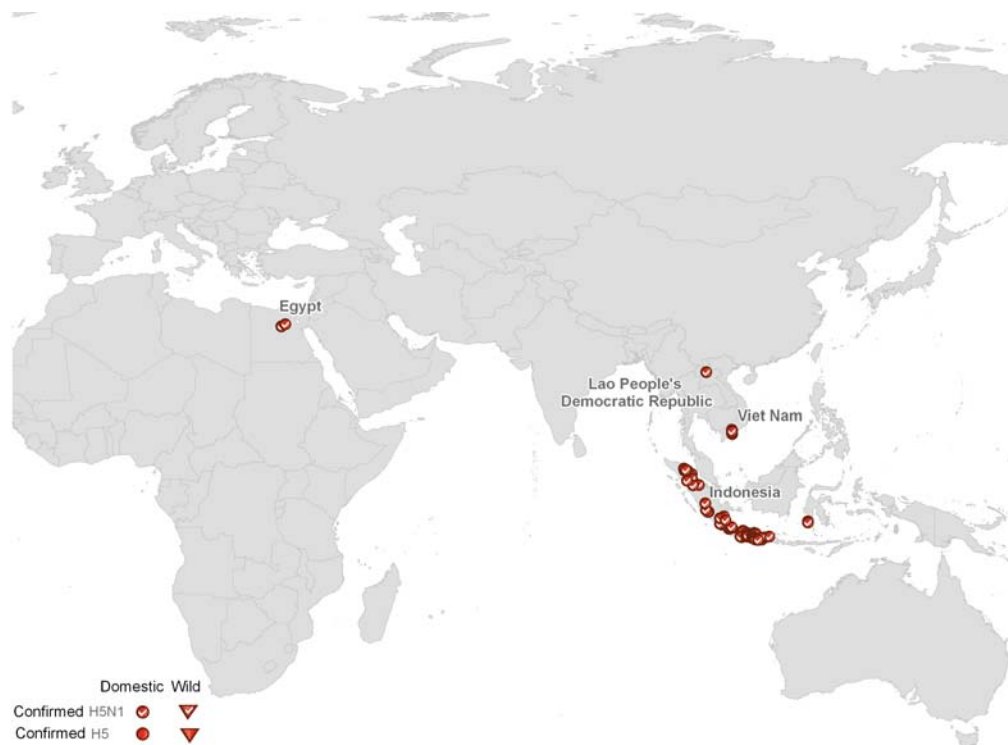 Egypt
Lao People's
Democratic Republic
Viet Nam
Indonesia
Domestic Wild
Confirmed H5N1
Confirmed H5